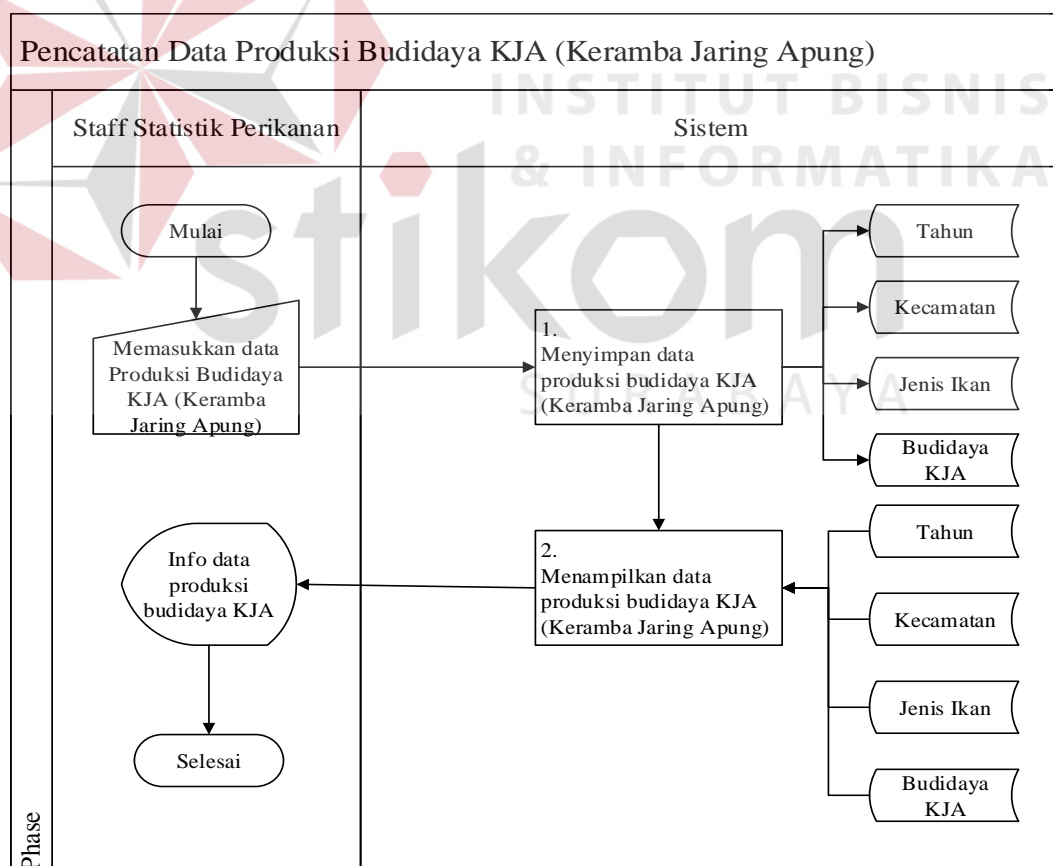 Pencatatan Data Produksi Budidaya KJA (Keramba Jaring Apung)
INSTITUT BISNIS
& INFORMATIKA
stikom
SURABAYA
Staff Statistik Perikanan
Sistem
Mulai
Memasukkan data
Produksi Budidaya
KJA (Keramba
Jaring Apung)
1.
Menyimpan data
produksi budidaya KJA
(Keramba Jaring Apung)
Tahun
Kecamatan
Jenis Ikan
Budidaya
KJA
Info data
produksi
budidaya KJA
2.
Menampilkan data
produksi budidaya KJA
(Keramba Jaring Apung)
Tahun
Kecamatan
Jenis Ikan
Budidaya
KJA
Selesai
Phase